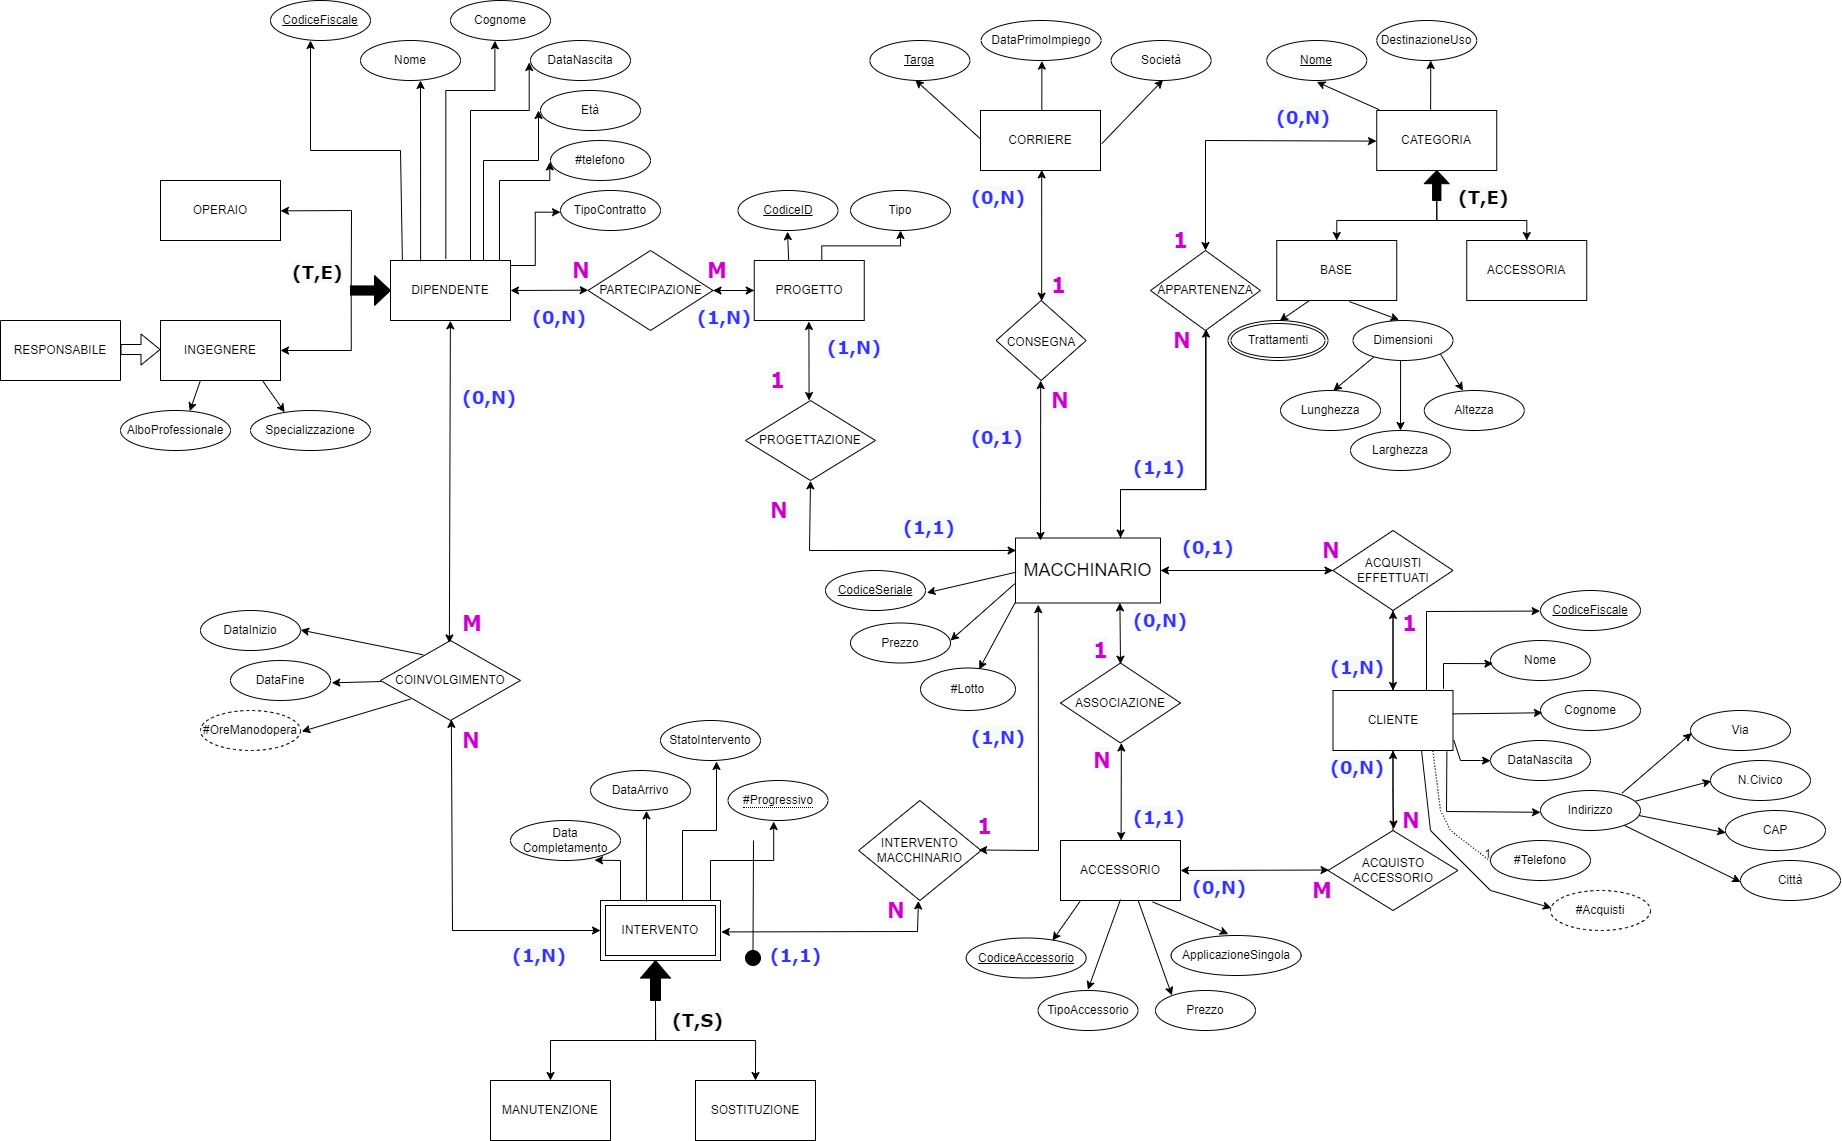 CodiceFiscale
Cognome
Nome
DataNascita
Età
#telefono
TipoContratto
OPERAIO
(T,E)
DIPENDENTE
RESPONSABILE
INGEGNERE
AlboProfessionale
Specializzazione
N
(0,N)
PARTECIPAZIONE
M
(1,N)
CodiceID
Tipo
PROGETTO
(1,N)
1
PROGETTAZIONE
N
(1,1)
Targa
DataPrimoImpiego
Società
CORRIERE
(0,N)
1
CONSEGNA
N
(0,1)
Nome
DestinazioneUso
(0,N)
CATEGORIA
(T,E)
1
APPARTENENZA
N
(1,1)
BASE
ACCESSORIA
Trattamenti
Dimensioni
Lunghezza
Altezza
Larghezza
MACCHINARIO
CodiceSeriale
Prezzo
#Lotto
(0,1)
N
ACQUISTI
EFFETTUATI
1
(1,N)
CLIENTE
CodiceFiscale
Nome
Cognome
DataNascita
Indirizzo
Via
N.Civico
CAP
Città
1
#Telefono
#Acquisti
(0,N)
N
ACQUISTO
ACCESSORIO
M
(0,N)
(0,N)
1
ASSOCIAZIONE
N
(1,1)
ACCESSORIO
CodiceAccessorio
TipoAccessorio
Prezzo
ApplicazioneSingola
(1,N)
1
INTERVENTO
MACCHINARIO
N
(1,1)
(0,N)
M
COINVOLGIMENTO
DataInizio
DataFine
#OreManodopera
N
(1,N)
StatoIntervento
DataArrivo
#Progressivo
Data
Completamento
INTERVENTO
(T,S)
MANUTENZIONE
SOSTITUZIONE